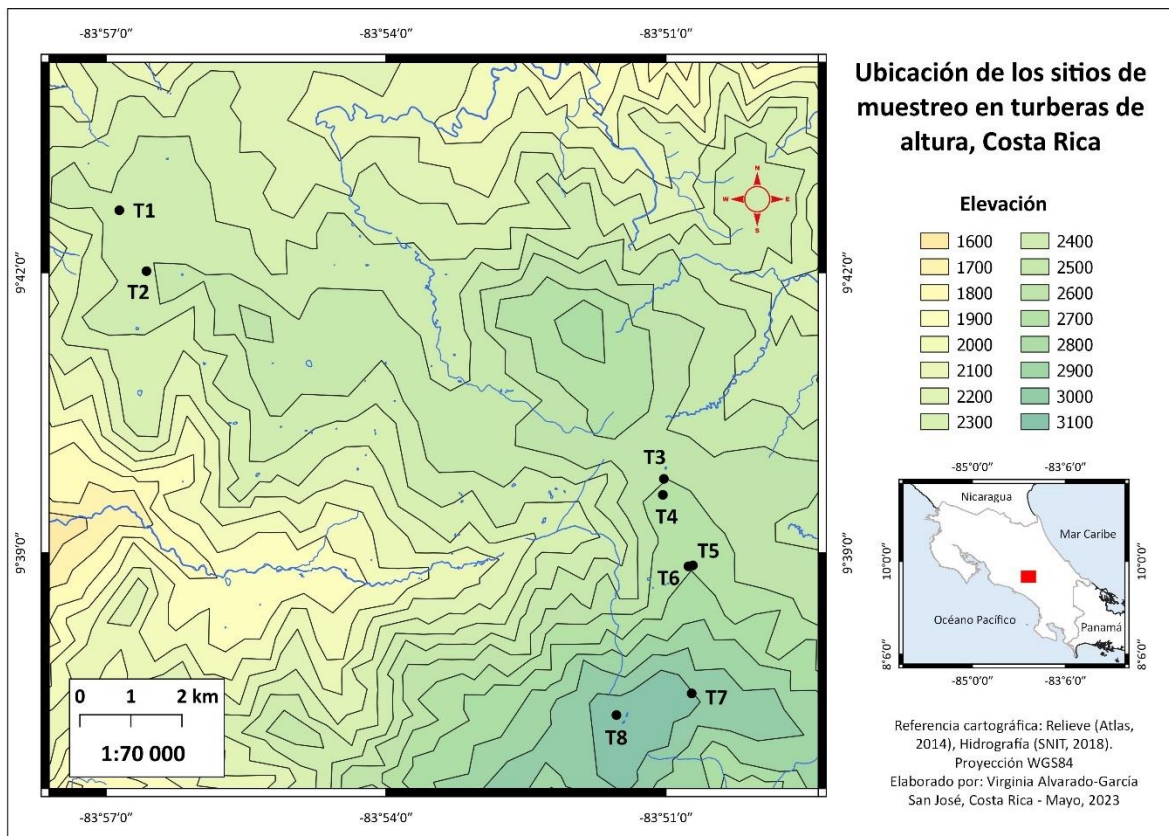 -83°57'0"
-83°54'0"
-83°51'0"
Ubicación de los sitios de
muestreo en turberas de
altura, Costa Rica
N
W
E
S
9°42'0"
9°42'0"
9°39'0"
9°39'0"
T1
T2
T3
T4
T5
T6
T7
T8
0 1 2 km
1:70 000
-83°57'0"
-83°54'0"
-83°51'0"
Elevación
1600 2400
1700 2500
1800 2600
1900 2700
2000 2800
2100 2900
2200 3000
2300 3100
-85°0'0"
-83°6'0"
Nicaragua
Mar Caribe
10°0'0"
10°0'0"
Océano Pacífico
Panamá
8°6'0"
8°6'0"
-85°0'0"
-83°6'0"
Referencia cartográfica: Relieve (Atlas,
2014), Hidrografía (SNIT, 2018).
Proyección WGS84
Elaborado por: Virginia Alvarado-García
San José, Costa Rica - Mayo, 2023